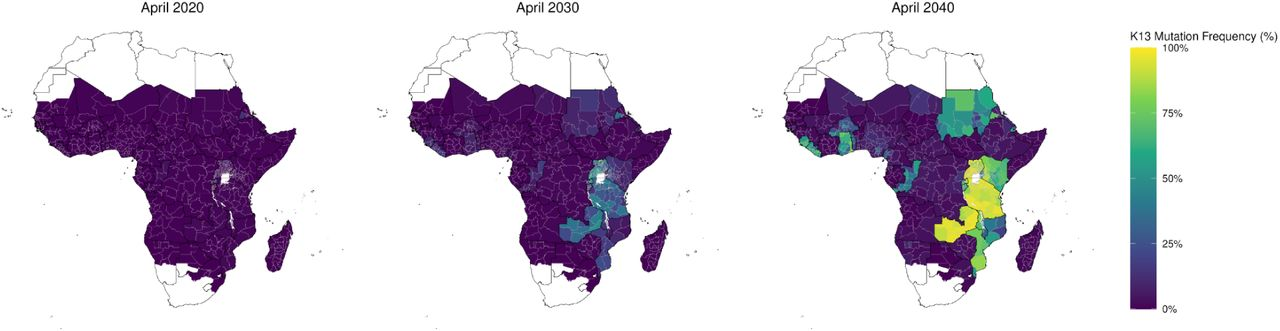 April 2020
April 2030
April 2040
K13 Mutation Frequency (%)
100%
75%
50%
25%
0%